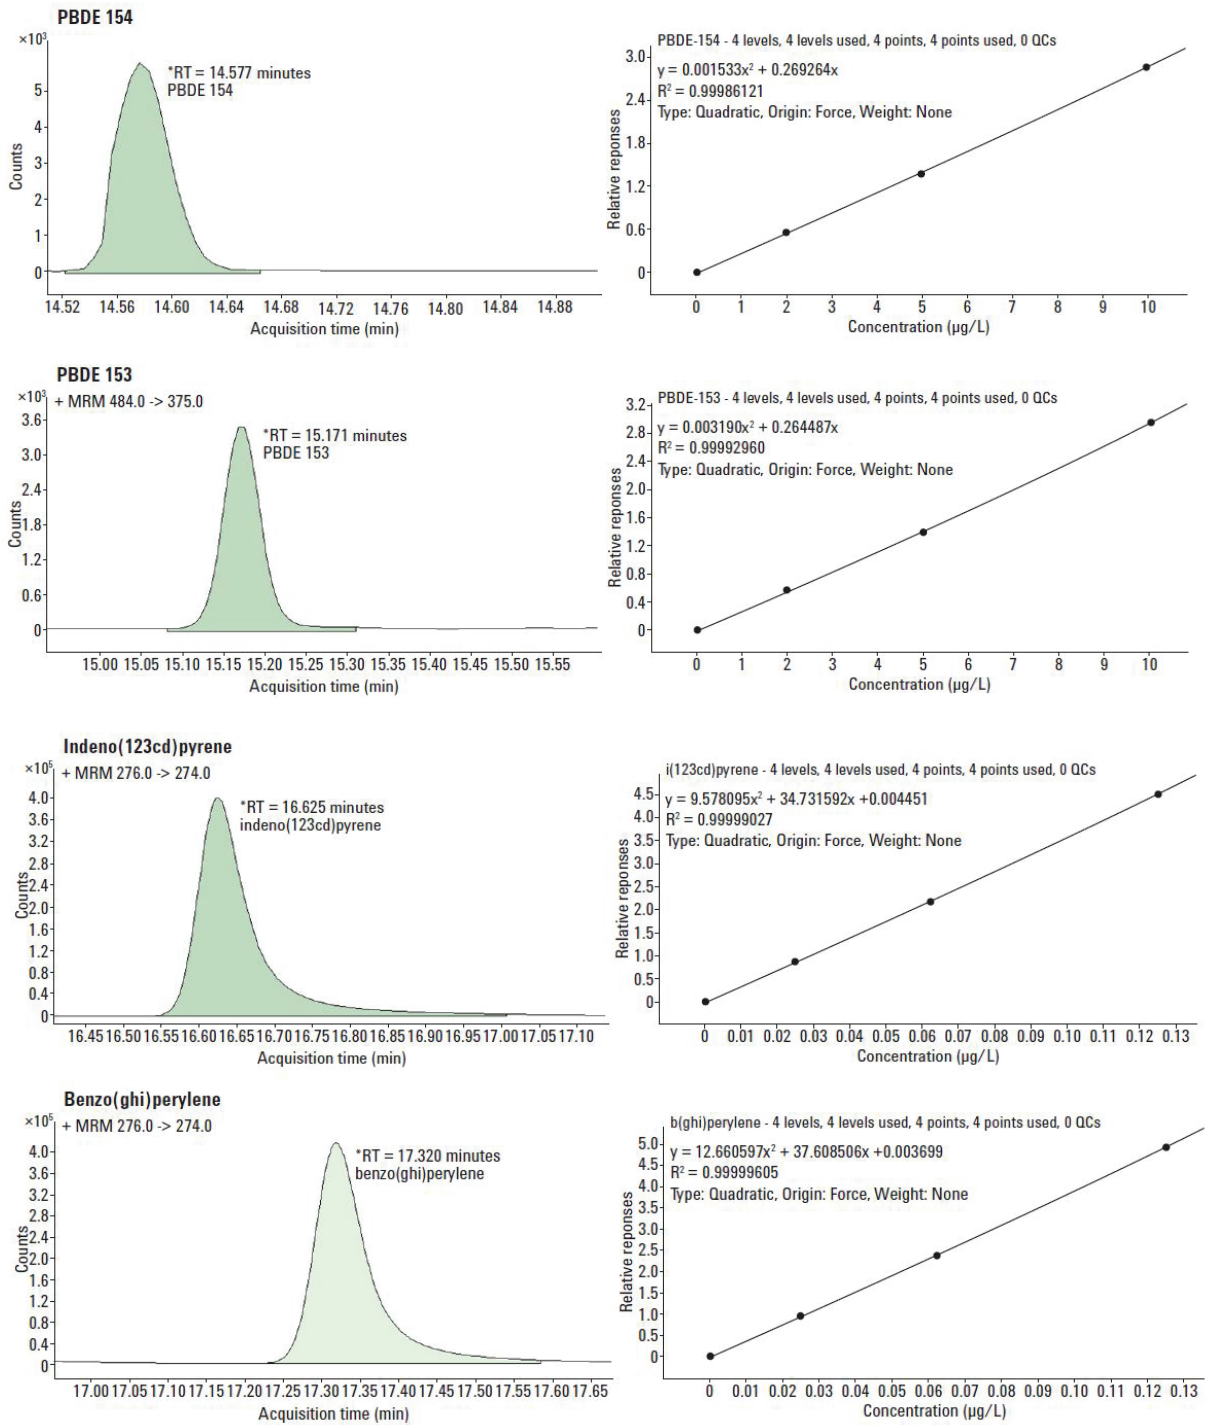 PBDE 154
×10³
*RT = 14.577 minutes
PBDE 154
5
4
3
2
1
0
Counts
14.52 14.56 14.60 14.64 14.68 14.72 14.76 14.80 14.84 14.88
Acquisition time (min)
PBDE-154 - 4 levels, 4 levels used, 4 points, 4 points used, 0 QCs
y = 0.001533x² + 0.269264x
R² = 0.99986121
Type: Quadratic, Origin: Force, Weight: None
3.0
2.4
1.8
1.2
0.6
0
Relative reponses
0 1 2 3 4 5 6 7 8 9 10
Concentration (µg/L)
PBDE 153
×10³
+ MRM 484.0 -> 375.0
*RT = 15.171 minutes
PBDE 153
3.6
3.0
2.4
1.8
1.2
0.6
0
Counts
15.00 15.05 15.10 15.15 15.20 15.25 15.30 15.35 15.40 15.45 15.50 15.55
Acquisition time (min)
PBDE-153 - 4 levels, 4 levels used, 4 points, 4 points used, 0 QCs
y = 0.003190x² + 0.264487x
R² = 0.99992960
Type: Quadratic, Origin: Force, Weight: None
3.2
2.8
2.4
2.0
1.6
1.2
0.8
0.4
0
Relative reponses
0 1 2 3 4 5 6 7 8 9 10
Concentration (µg/L)
Indeno(123cd)pyrene
×10⁵
+ MRM 276.0 -> 274.0
*RT = 16.625 minutes
indeno(123cd)pyrene
4.0
3.6
3.2
2.8
2.4
2.0
1.6
1.2
0.8
0.4
0
Counts
16.45 16.50 16.55 16.60 16.65 16.70 16.75 16.80 16.85 16.90 16.95 17.00 17.05 17.10
Acquisition time (min)
i(123cd)pyrene - 4 levels, 4 levels used, 4 points, 4 points used, 0 QCs
y = 9.578095x² + 34.731592x +0.004451
R² = 0.99999027
Type: Quadratic, Origin: Force, Weight: None
4.5
4.0
3.5
3.0
2.5
2.0
1.5
1.0
0.5
0
Relative reponses
0 0.01 0.02 0.03 0.04 0.05 0.06 0.07 0.08 0.09 0.10 0.11 0.12 0.13
Concentration (µg/L)
Benzo(ghi)perylene
×10⁵
+ MRM 276.0 -> 274.0
*RT = 17.320 minutes
benzo(ghi)perylene
4.0
3.6
3.2
2.8
2.4
2.0
1.6
1.2
0.8
0.4
0
Counts
17.00 17.05 17.10 17.15 17.20 17.25 17.30 17.35 17.40 17.45 17.50 17.55 17.60 17.65
Acquisition time (min)
b(ghi)perylene - 4 levels, 4 levels used, 4 points, 4 points used, 0 QCs
y = 12.660597x² + 37.608506x +0.003699
R² = 0.99999605
Type: Quadratic, Origin: Force, Weight: None
5.0
4.5
4.0
3.5
3.0
2.5
2.0
1.5
1.0
0.5
0
Relative reponses
0 0.01 0.02 0.03 0.04 0.05 0.06 0.07 0.08 0.09 0.10 0.11 0.12 0.13
Concentration (µg/L)